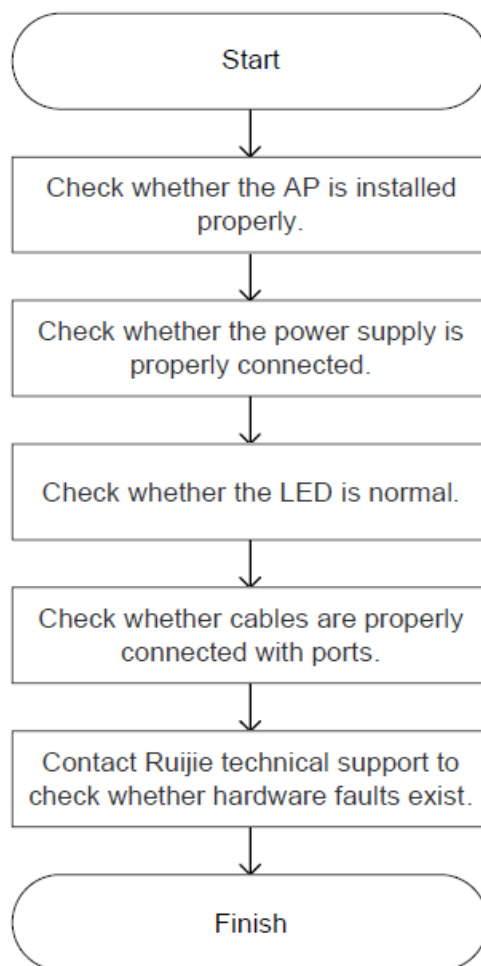 Start
Check whether the AP is installed
properly.
Check whether the power supply is
properly connected.
Check whether the LED is normal.
Check whether cables are properly
connected with ports.
Contact Ruijie technical support to
check whether hardware faults exist.
Finish